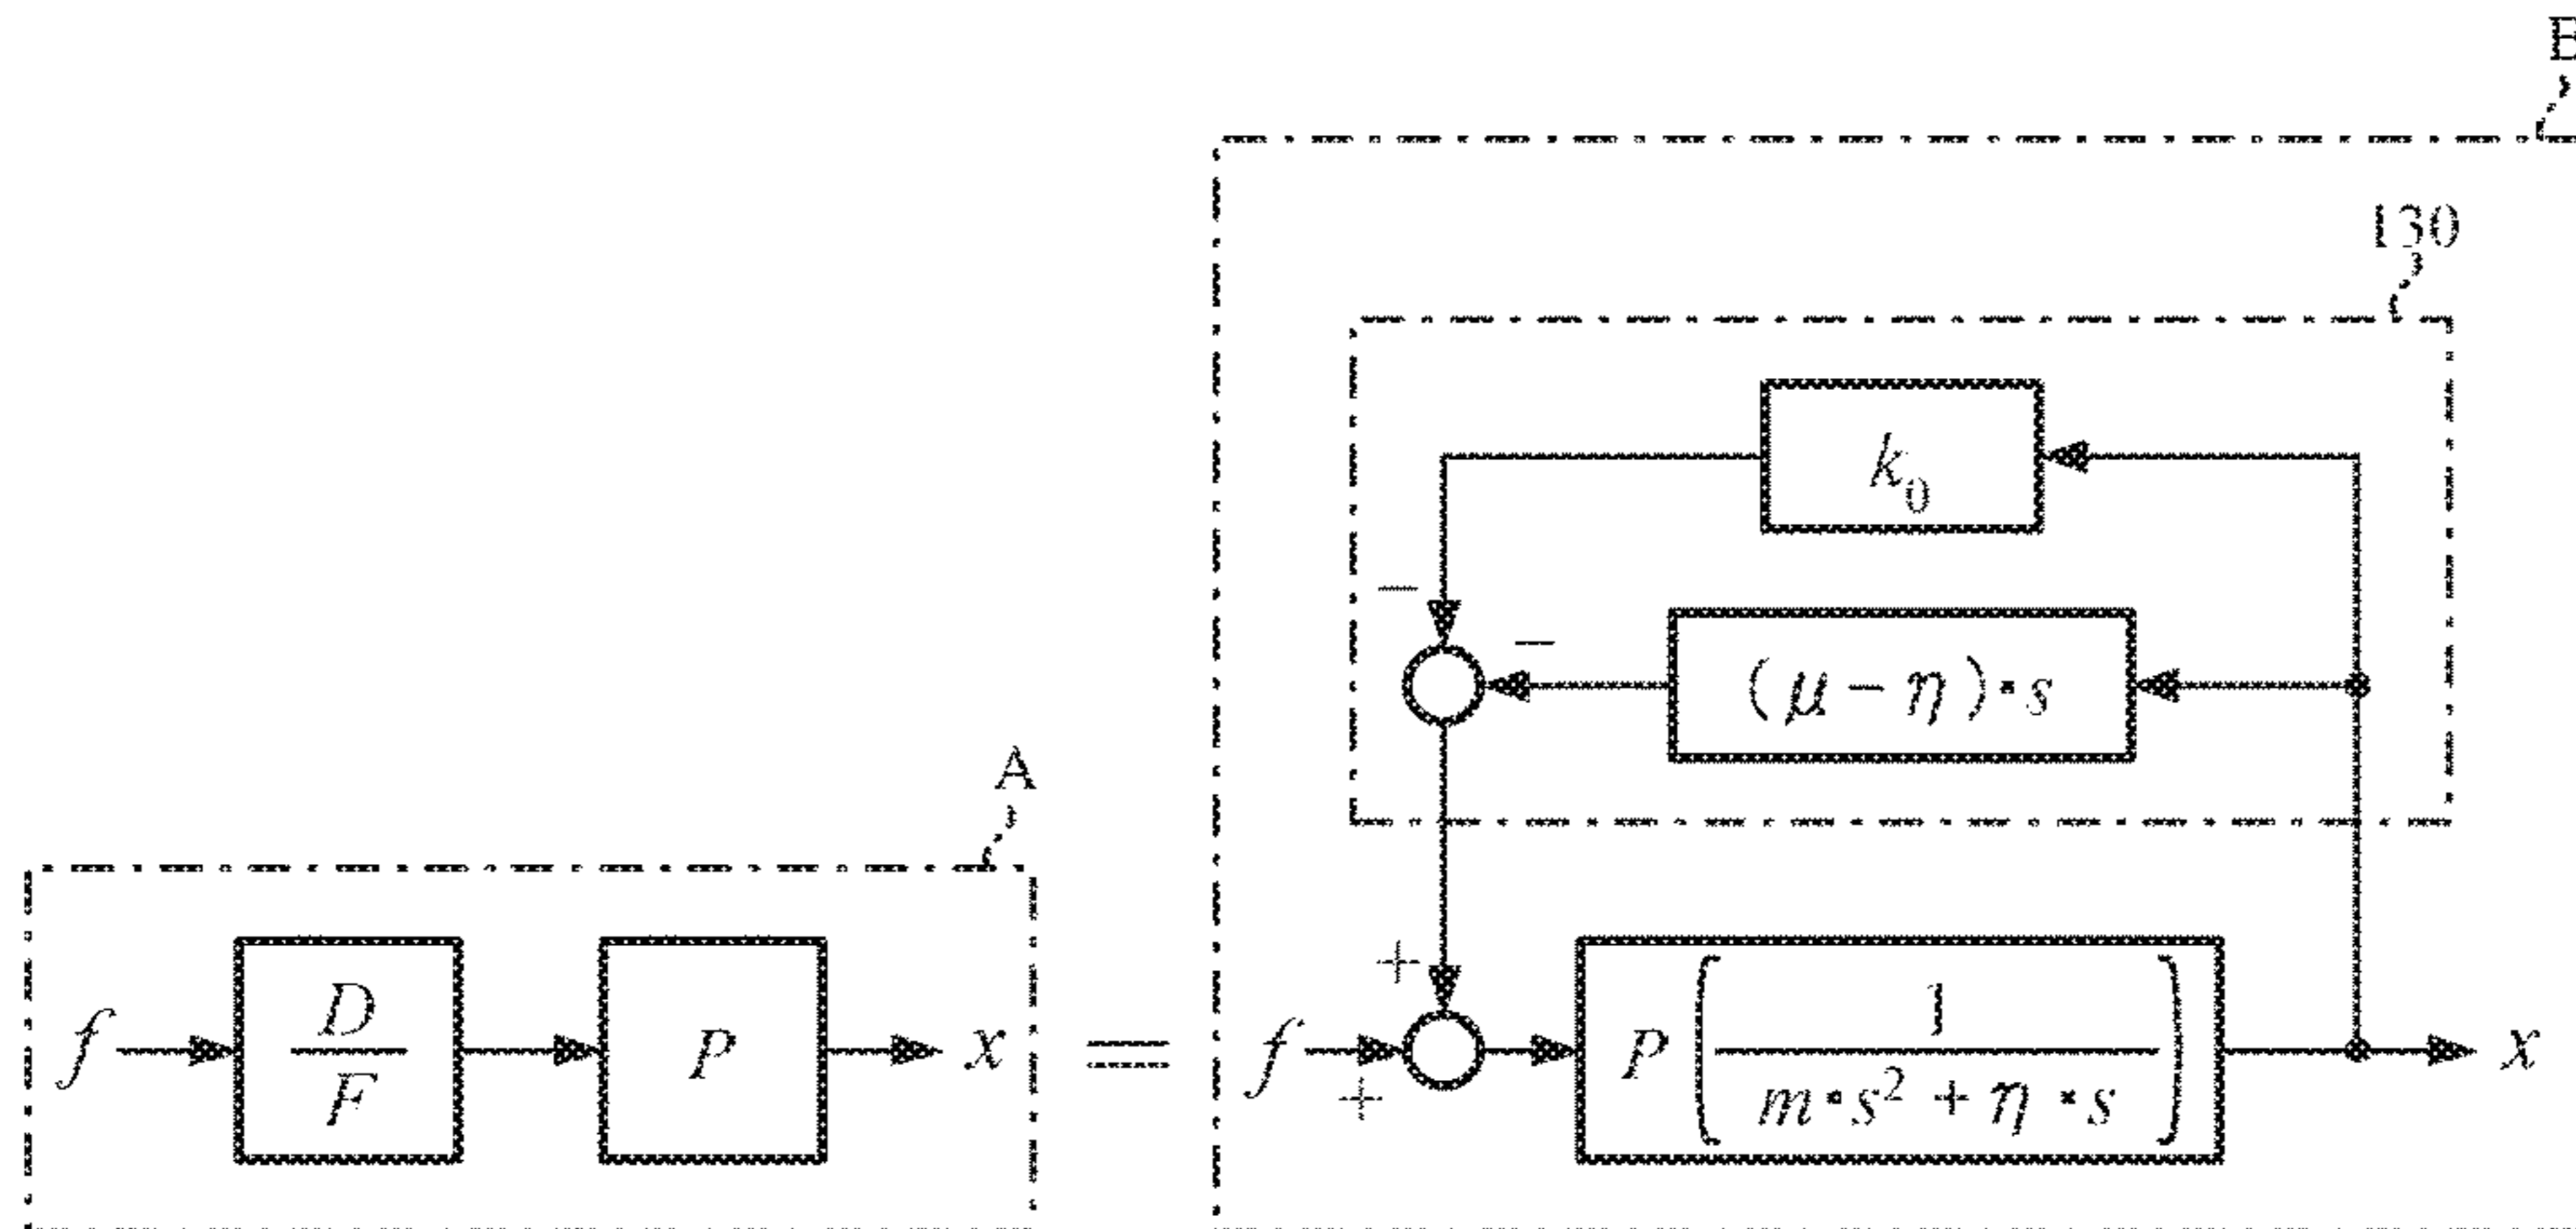 B
130
k₀
−
−
(μ − η)・s
A
+
f
D
F
P
x
=
f
+
P
1
m・s² + η・s
x